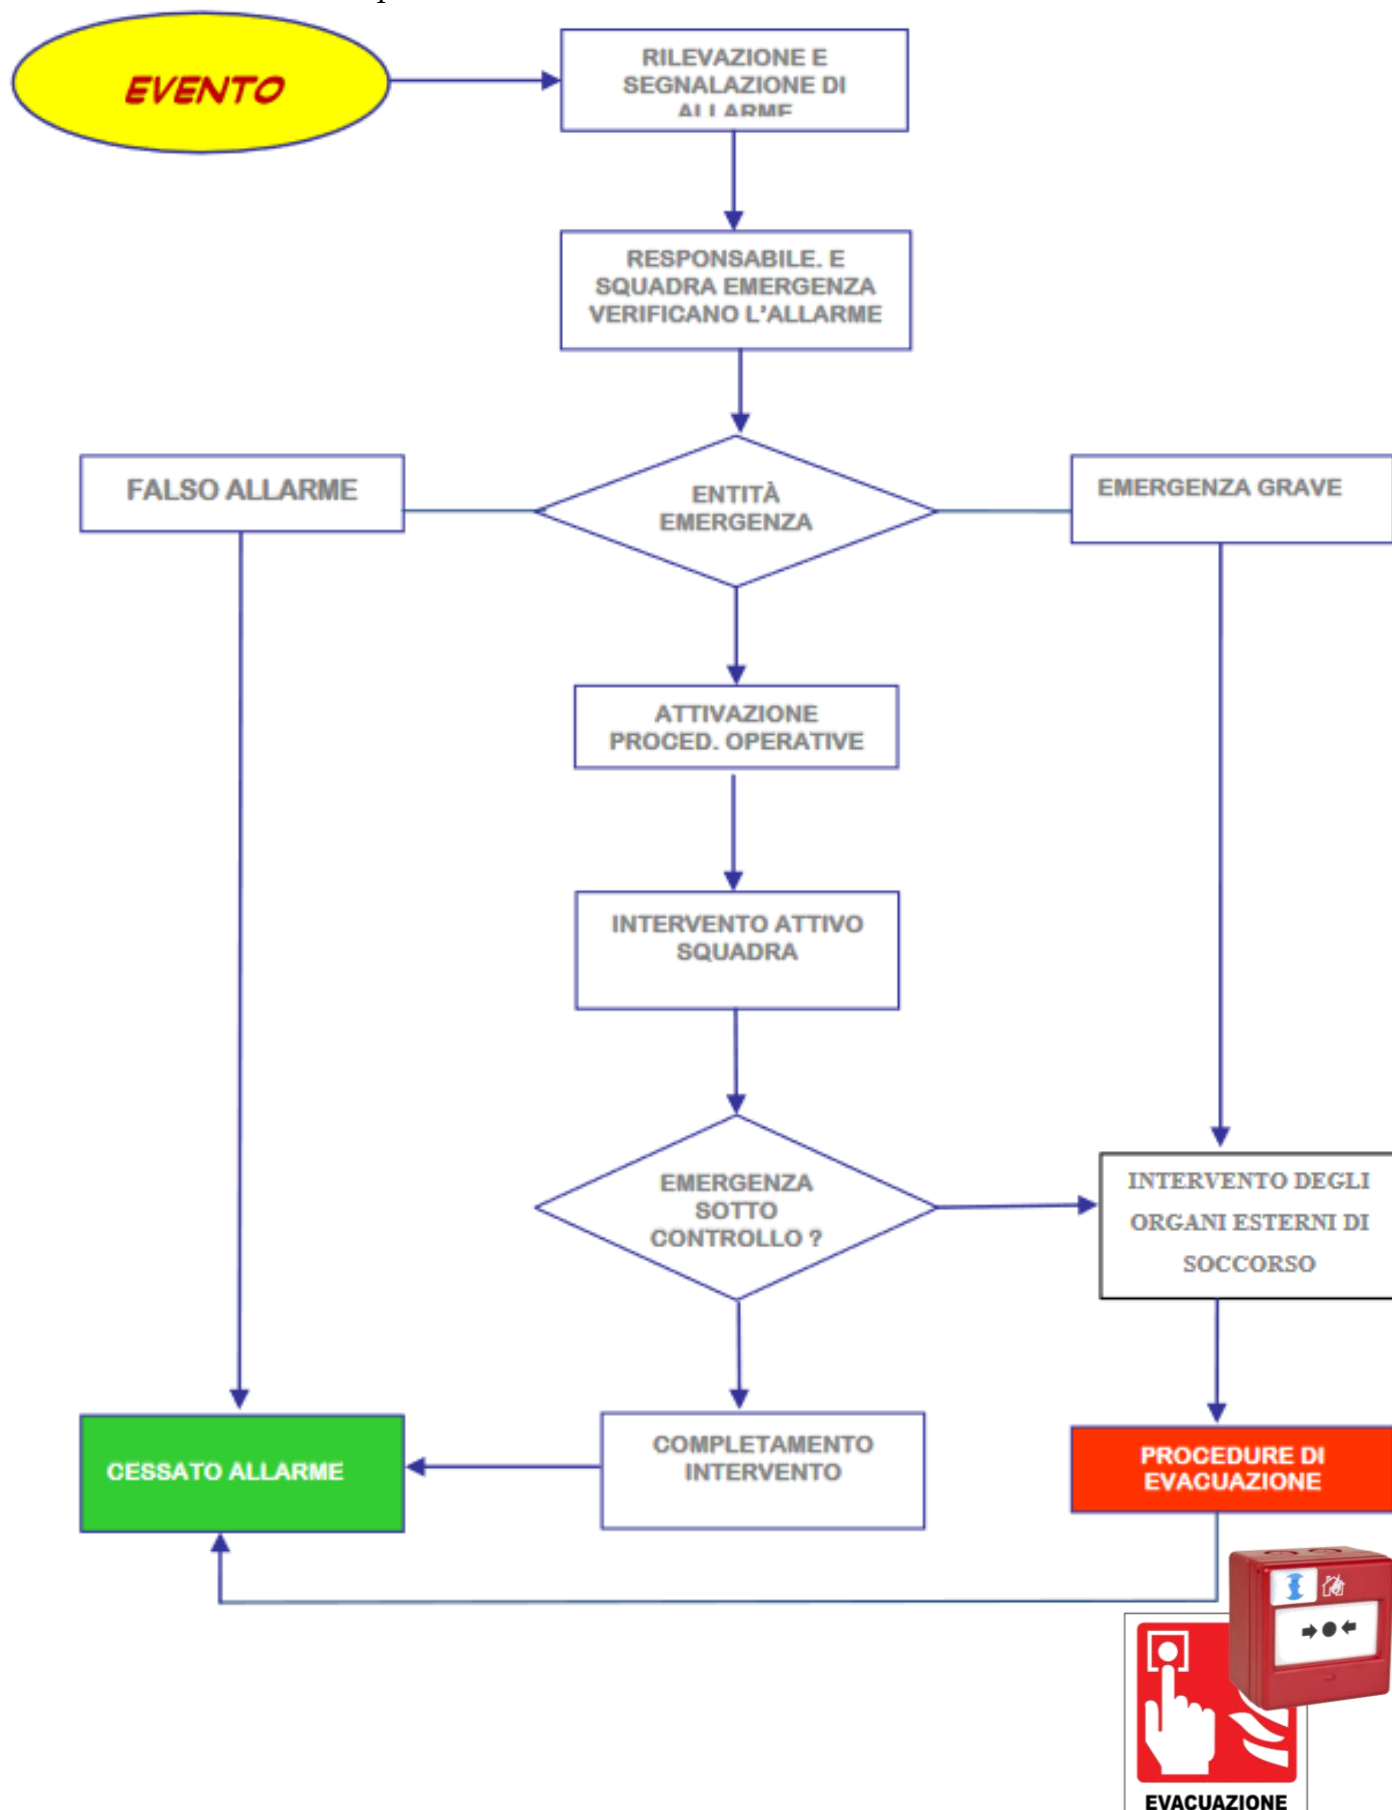 EVENTO
RILEVAZIONE E
SEGNALAZIONE DI
ALLARME
RESPONSABILE. E
SQUADRA EMERGENZA
VERIFICANO L'ALLARME
FALSO ALLARME
ENTITÀ
EMERGENZA
EMERGENZA GRAVE
ATTIVAZIONE
PROCED. OPERATIVE
INTERVENTO ATTIVO
SQUADRA
EMERGENZA
SOTTO
CONTROLLO ?
INTERVENTO DEGLI
ORGANI ESTERNI DI
SOCCORSO
CESSATO ALLARME
COMPLETAMENTO
INTERVENTO
PROCEDURE DI
EVACUAZIONE
EVACUAZIONE